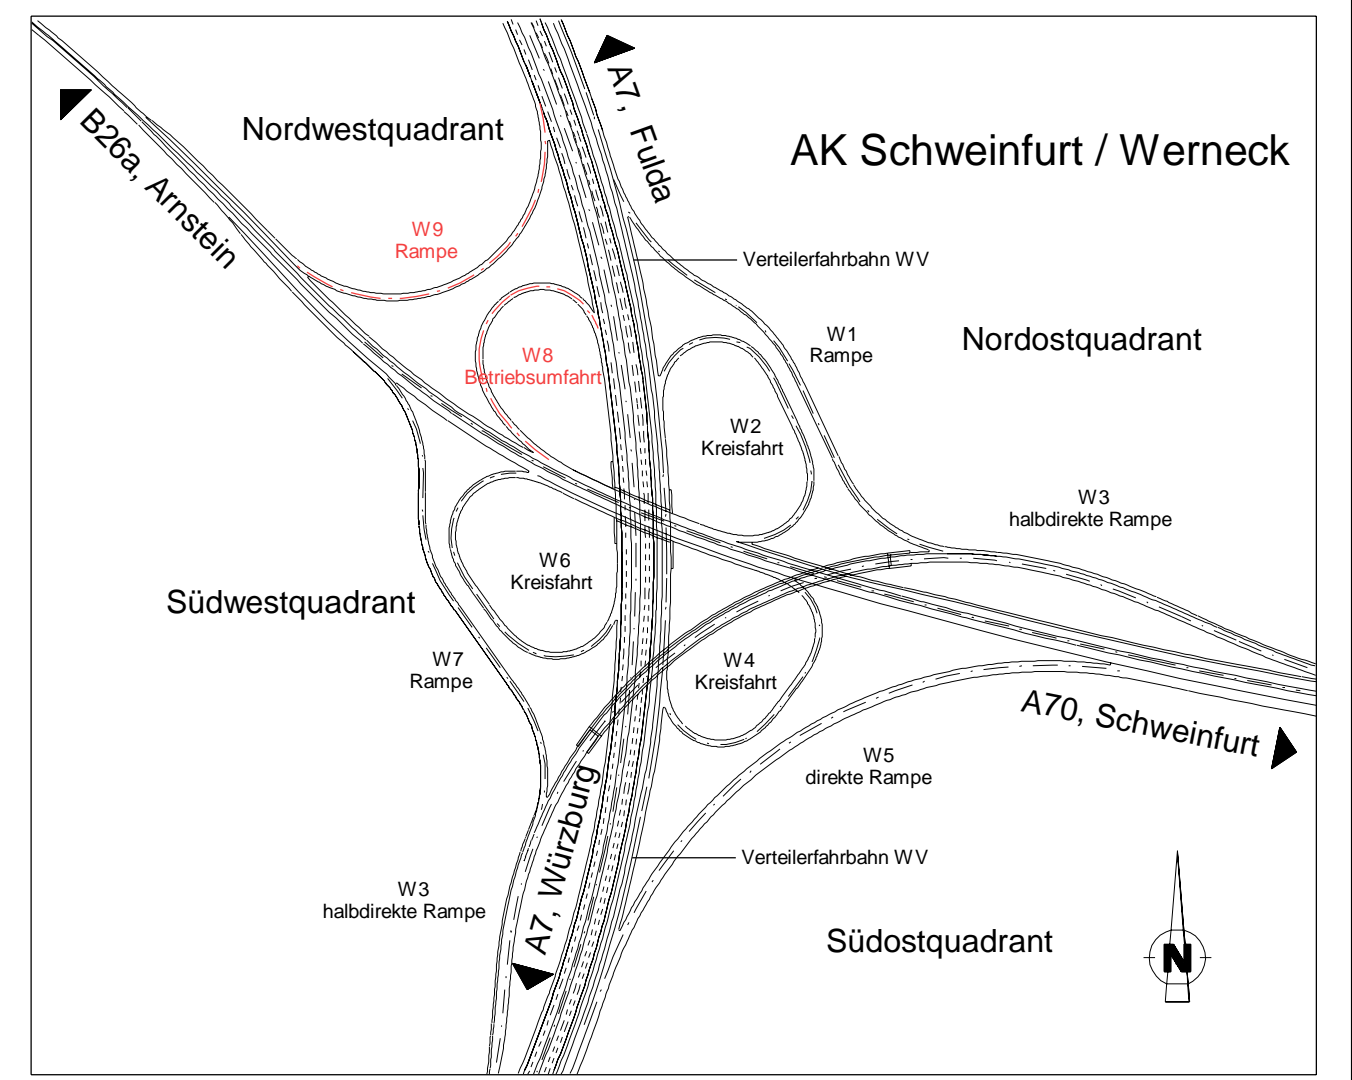 A7, Fulda
B26a, Arnstein
Nordwestquadrant
AK Schweinfurt / Werneck
W9
Rampe
Verteilerfahrbahn WV
W1
Rampe
Nordostquadrant
W8
Betriebsumfahrt
W2
Kreisfahrt
W3
halbdirekte Rampe
W6
Kreisfahrt
Südwestquadrant
W7
Rampe
W4
Kreisfahrt
A70, Schweinfurt
W5
direkte Rampe
A7, Würzburg
Verteilerfahrbahn WV
W3
halbdirekte Rampe
Südostquadrant
N